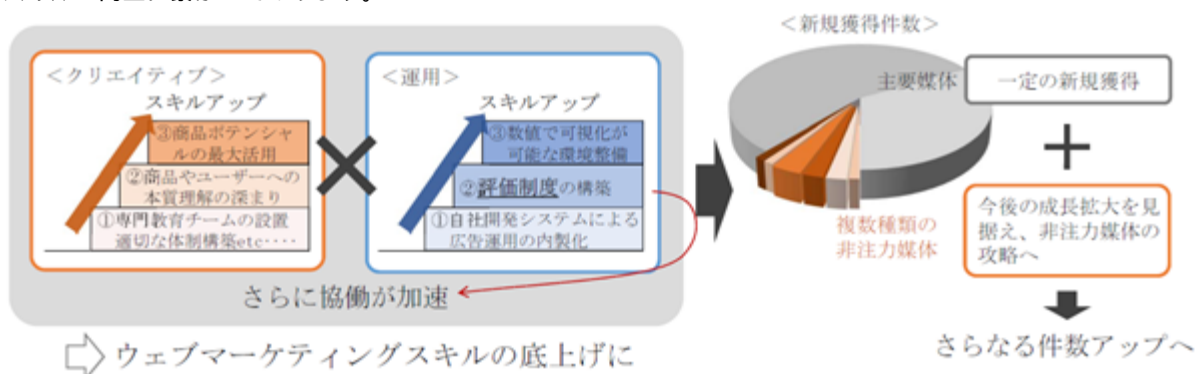 ＜クリエイティブ＞
スキルアップ
③商品ポテンシャ
ルの最大活用
②商品やユーザーへの
本質理解の深まり
①専門教育チームの設置
適切な体制構築etc‥‥
＜運用＞
スキルアップ
③数値で可視化が
可能な環境整備
②評価制度の構築
①自社開発システムによる
広告運用の内製化
さらに協働が加速
ウェブマーケティングスキルの底上げに
＜新規獲得件数＞
主要媒体
複数種類の
非注力媒体
一定の新規獲得
今後の成長拡大を見
据え、非注力媒体の
攻略へ
さらなる件数アップへ